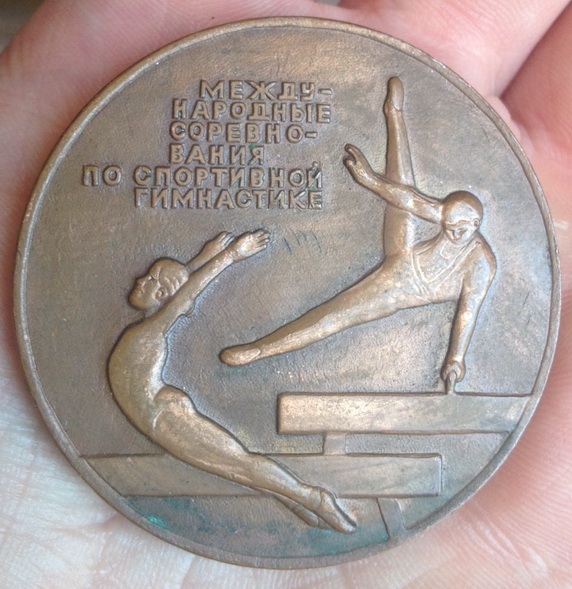 МЕЖДУ-
НАРОДНЫЕ
СОРЕВНО-
ВАНИЯ
ПО СПОРТИВНОЙ
ГИМНАСТИКЕ